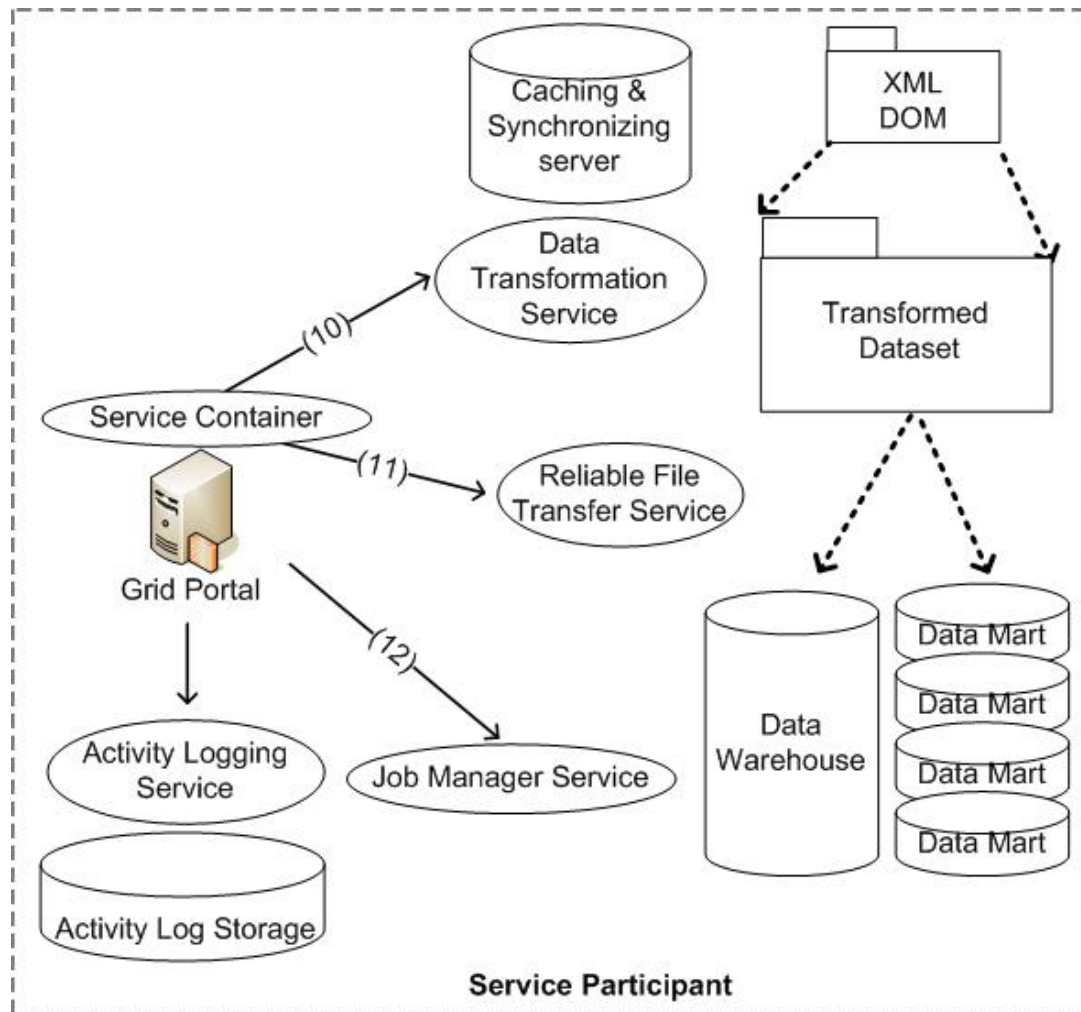 Caching &
Synchronizing
server
XML
DOM
Data
Transformation
Service
Transformed
Dataset
(10)
Service Container
(11)
Reliable File
Transfer Service
Grid Portal
(12)
Data Mart
Data Mart
Data Mart
Data Mart
Data
Warehouse
Activity Logging
Service
Job Manager Service
Activity Log Storage
Service Participant